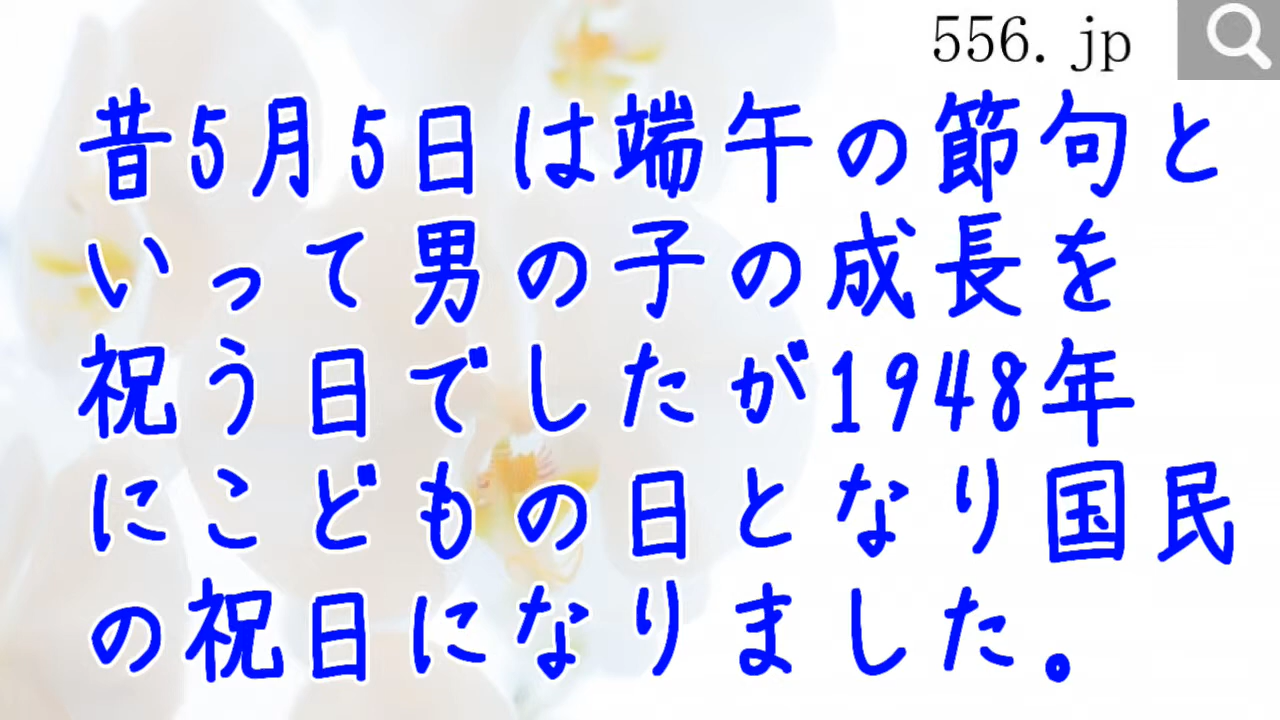 556. jp
昔5月5日は端午の節句と
いって男の子の成長を
祝う日でしたが1948年
にこどもの日となり国民
の祝日になりました。